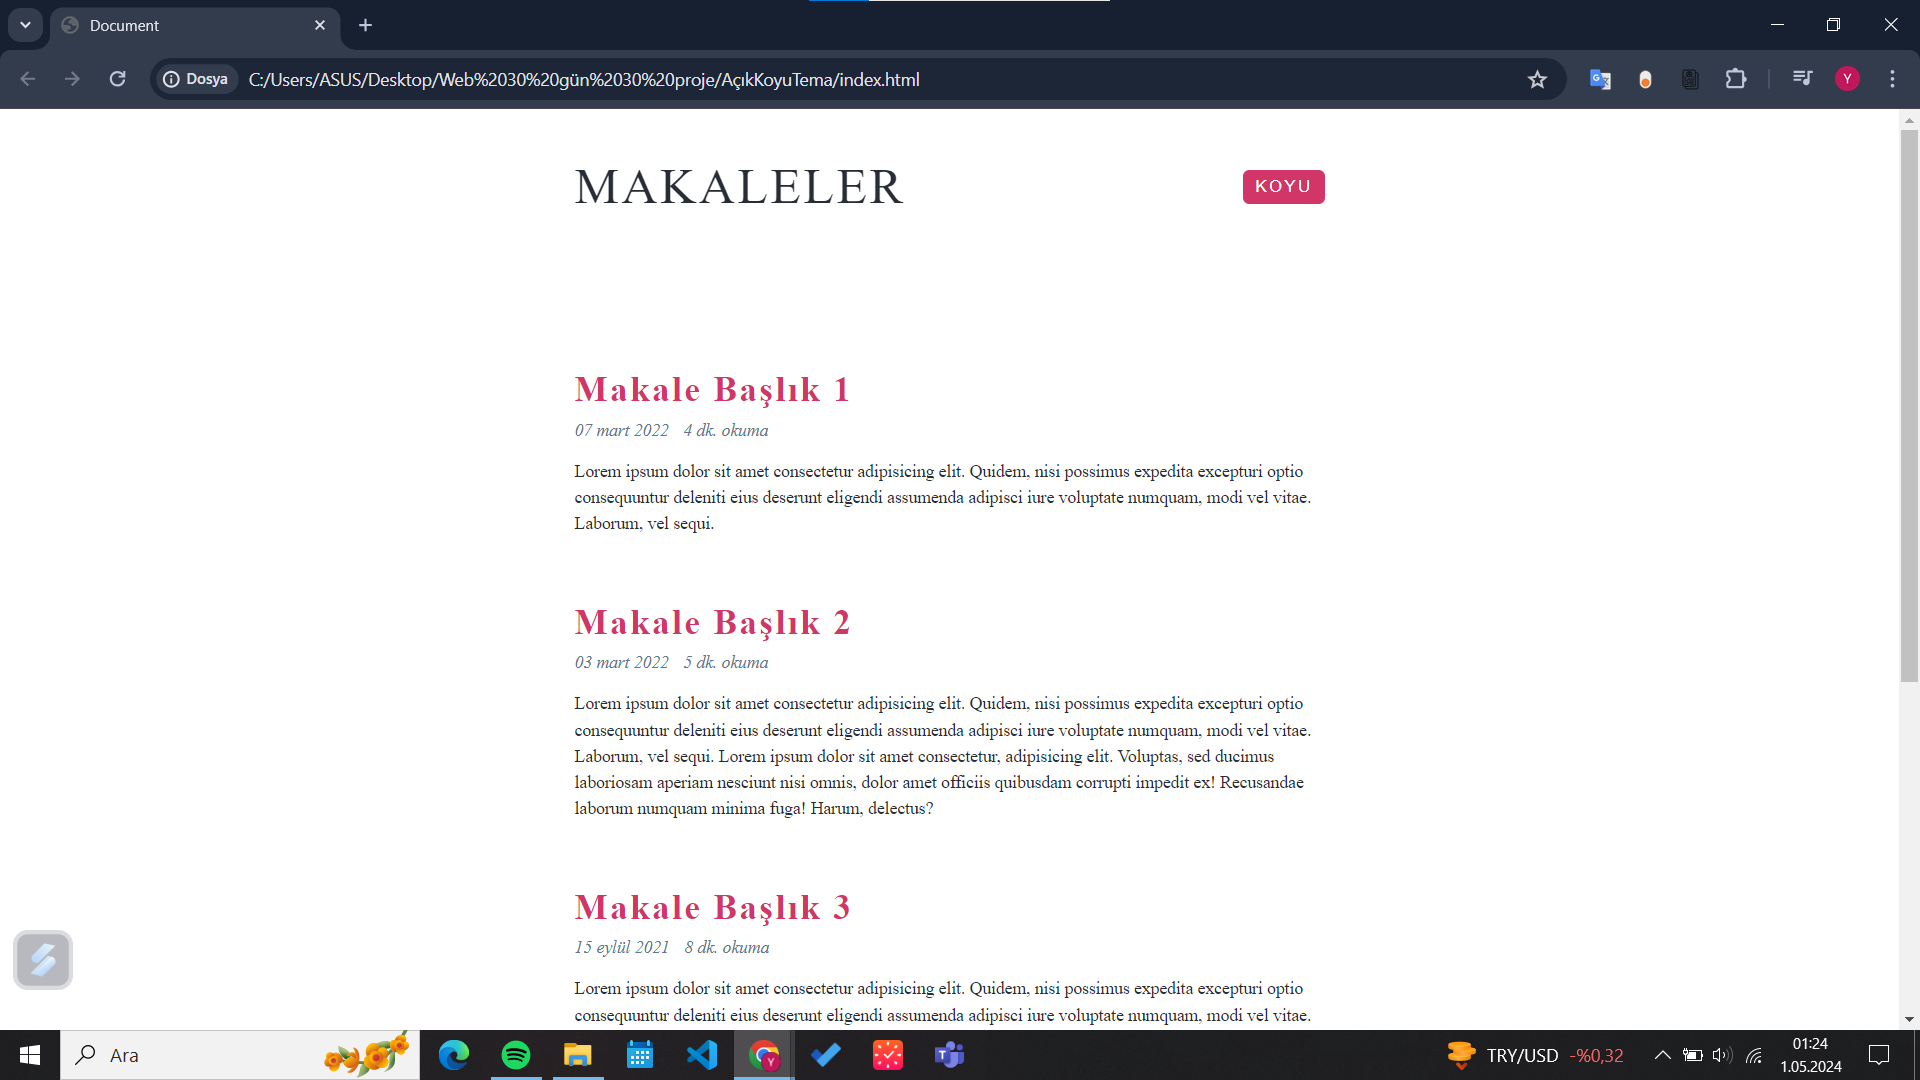 Document
Dosya
C:/Users/ASUS/Desktop/Web%2030%20gün%2030%20proje/AçıkKoyuTema/index.html
Y
MAKALELER
KOYU
Makale Başlık 1
07 mart 2022 4 dk. okuma
Lorem ipsum dolor sit amet consectetur adipisicing elit. Quidem, nisi possimus expedita excepturi optio
consequuntur deleniti eius deserunt eligendi assumenda adipisci iure voluptate numquam, modi vel vitae.
Laborum, vel sequi.
Makale Başlık 2
03 mart 2022 5 dk. okuma
Lorem ipsum dolor sit amet consectetur adipisicing elit. Quidem, nisi possimus expedita excepturi optio
consequuntur deleniti eius deserunt eligendi assumenda adipisci iure voluptate numquam, modi vel vitae.
Laborum, vel sequi. Lorem ipsum dolor sit amet consectetur, adipisicing elit. Voluptas, sed ducimus
laboriosam aperiam nesciunt nisi omnis, dolor amet officiis quibusdam corrupti impedit ex! Recusandae
laborum numquam minima fuga! Harum, delectus?
Makale Başlık 3
15 eylül 2021 8 dk. okuma
Lorem ipsum dolor sit amet consectetur adipisicing elit. Quidem, nisi possimus expedita excepturi optio
consequuntur deleniti eius deserunt eligendi assumenda adipisci iure voluptate numquam, modi vel vitae.
Ara
TRY/USD -%0,32
01:24
1.05.2024